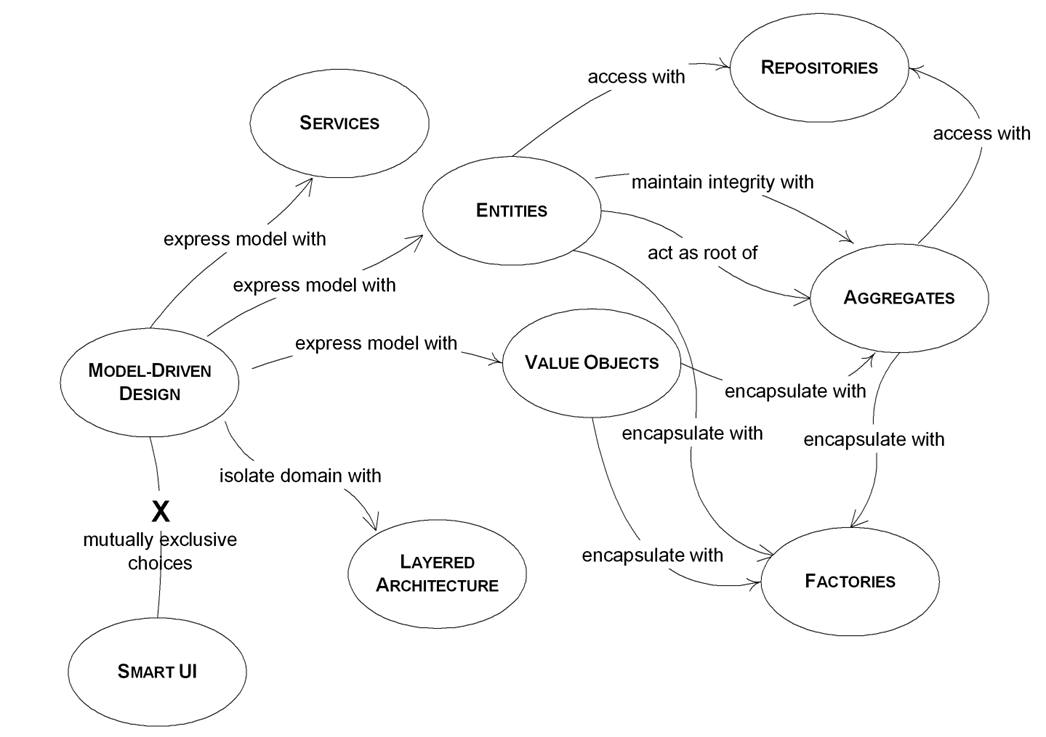 REPOSITORIES
access with
SERVICES
access with
maintain integrity with
ENTITIES
express model with
act as root of
express model with
AGGREGATES
express model with
VALUE OBJECTS
MODEL-DRIVEN
DESIGN
encapsulate with
encapsulate with
encapsulate with
isolate domain with
X
mutually exclusive
choices
encapsulate with
LAYERED
ARCHITECTURE
FACTORIES
SMART UI